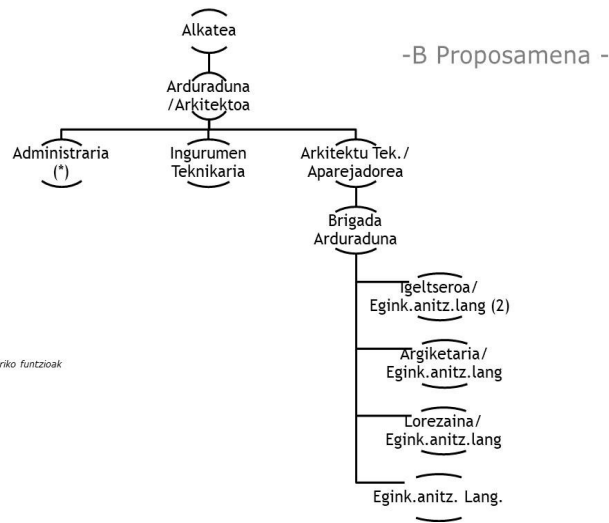 Alkatea
-B Proposamena -
Arduraduna
/Arkitektoa
Administraria
(*)
Ingurumen
Teknikaria
Arkitektu Tek./
Aparejadorea
Brigada
Arduraduna
Igeltseroa/
Egink.anitz.lang (2)
Argiketaria/
Egink.anitz.lang
riko funtzioak
Lorezaina/
Egink.anitz.lang
Egink.anitz. Lang.